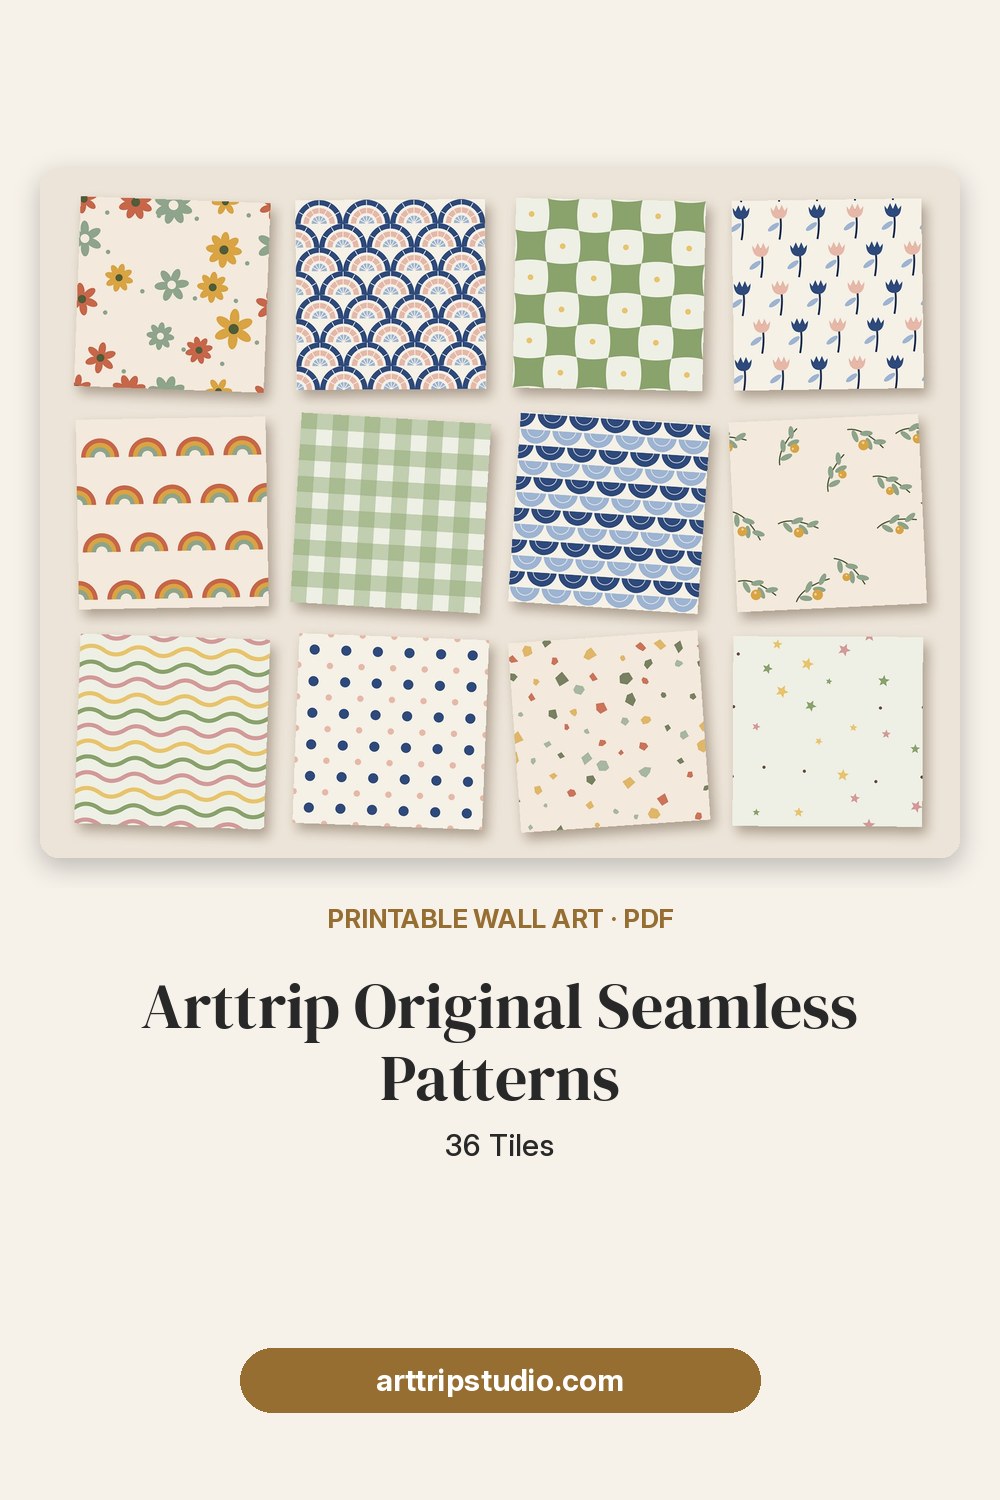 PRINTABLE WALL ART · PDF
Arttrip Original Seamless
Patterns
36 Tiles
arttripstudio.com